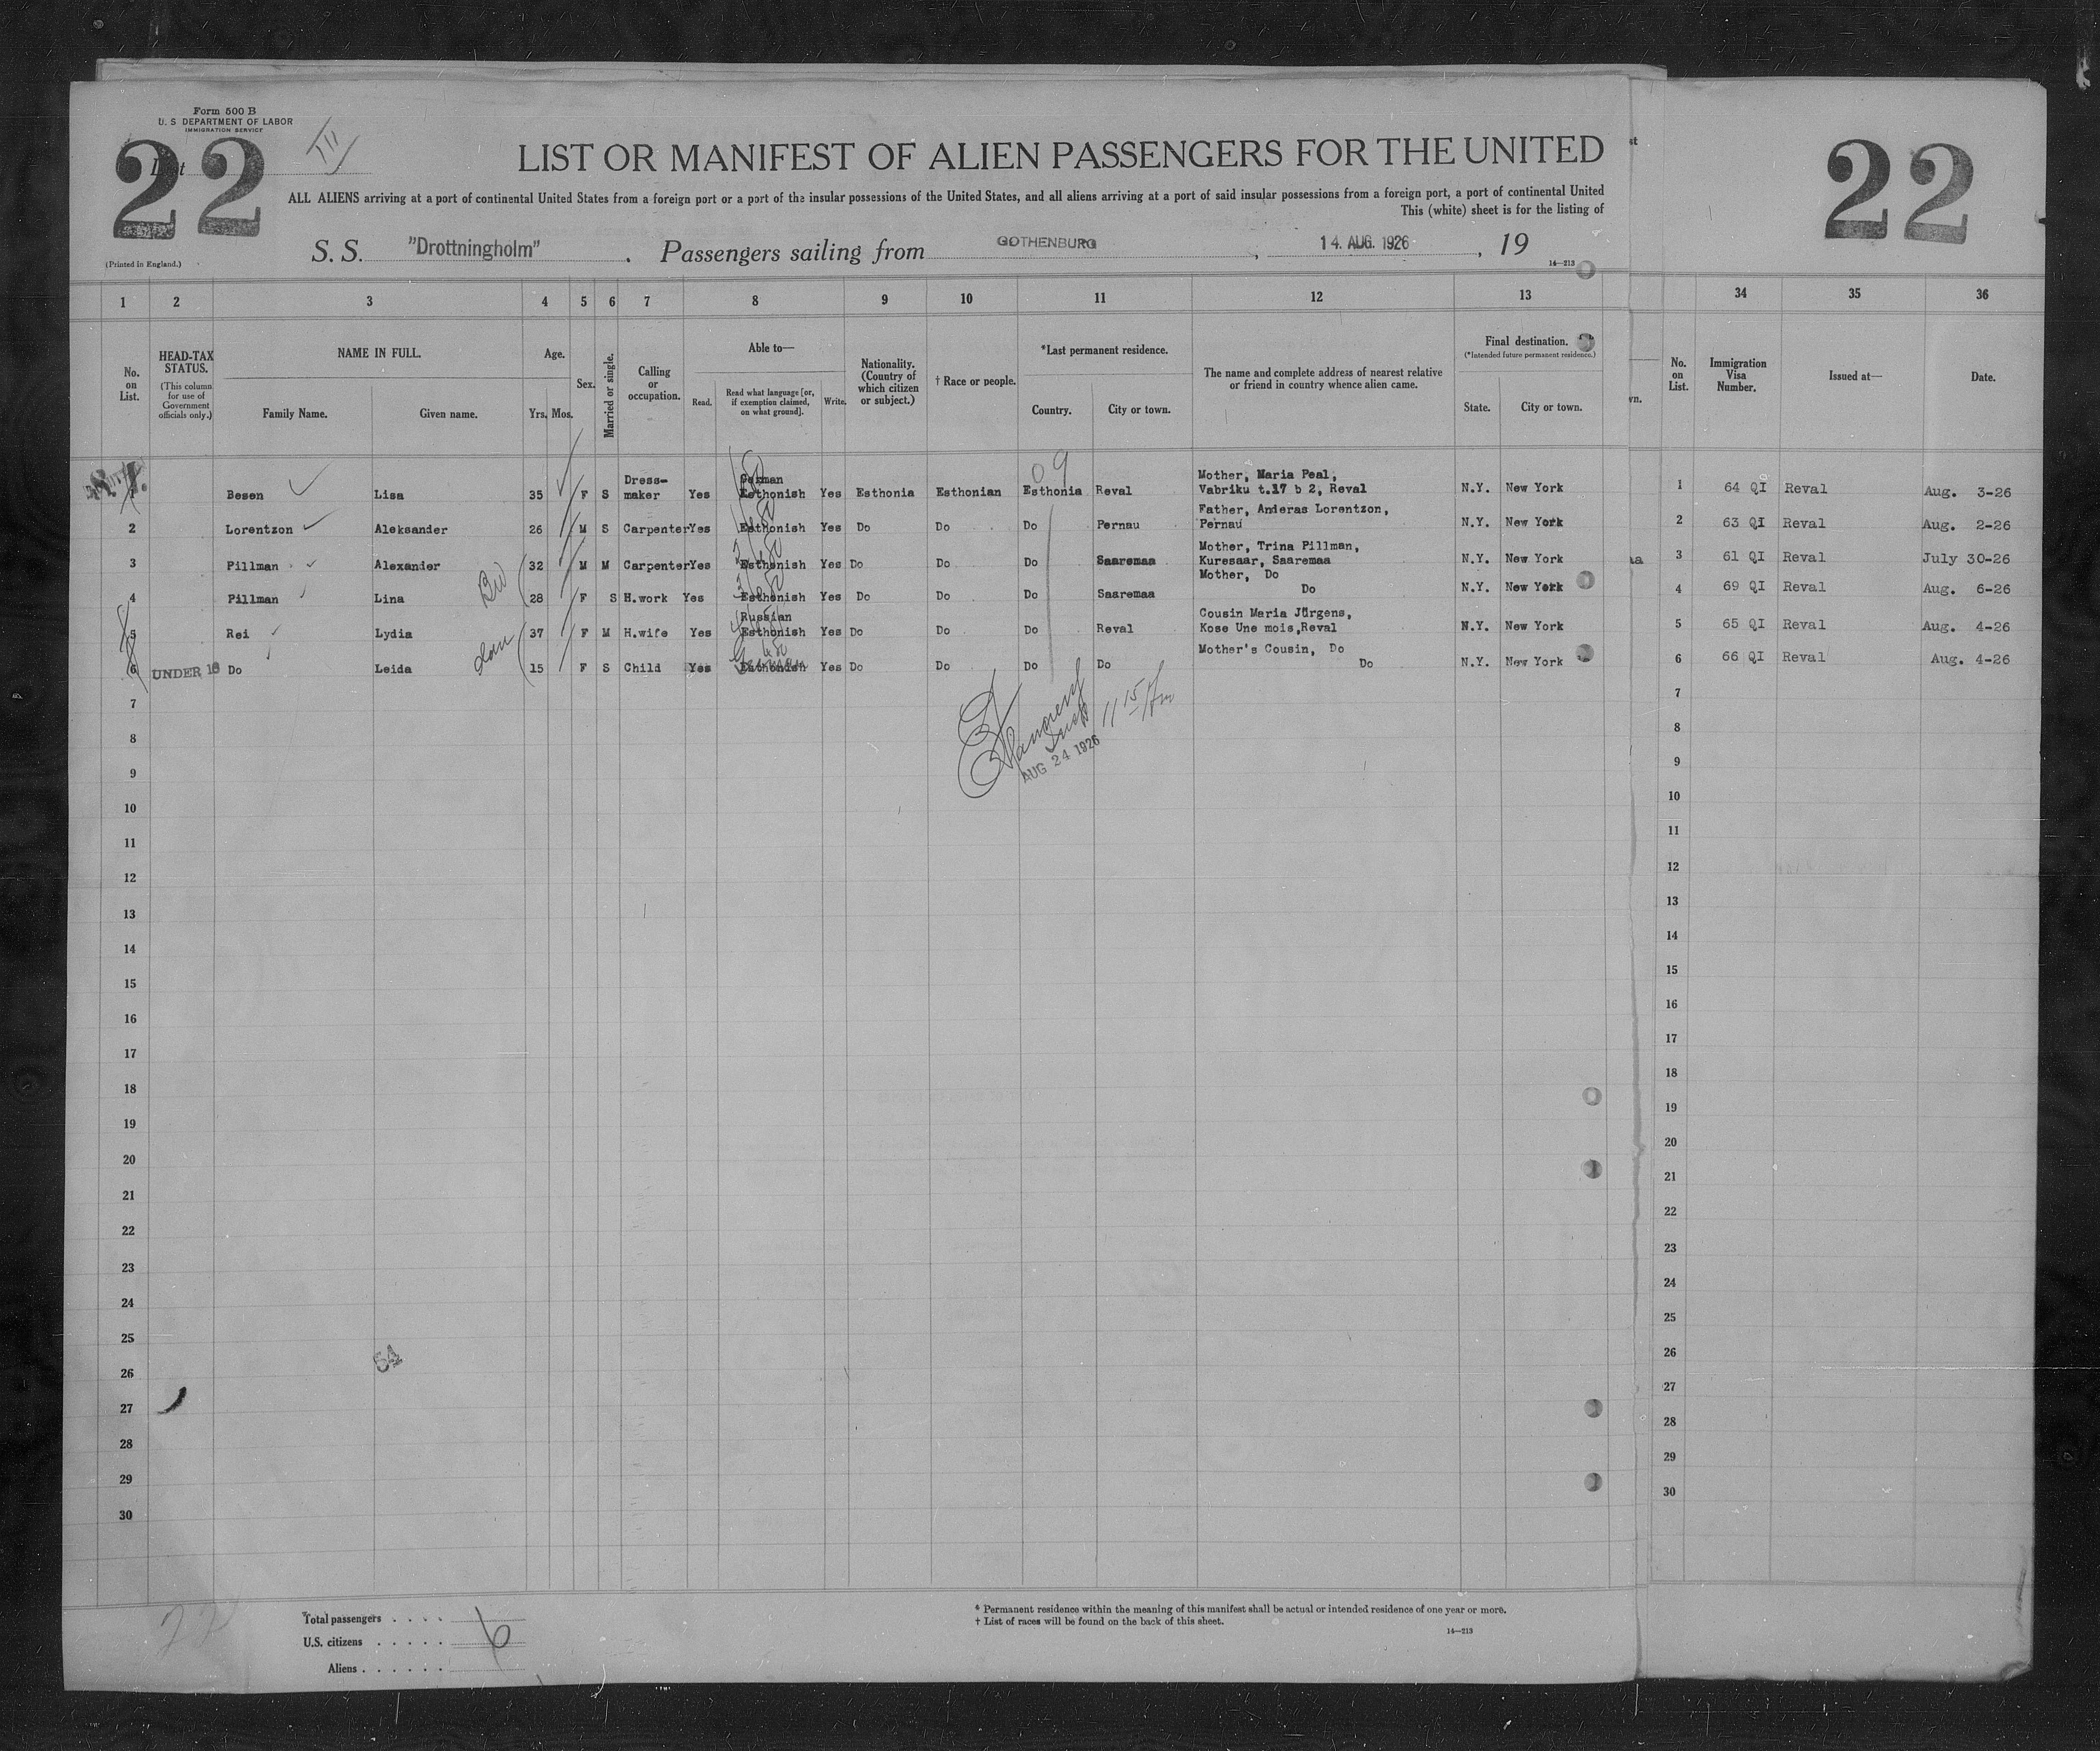 Form 500 B
U. S DEPARTMENT OF LABOR
IMMIGRATION SERVICE
List 22 III
LIST OR MANIFEST OF ALIEN PASSENGERS FOR THE UNITED
22
ALL ALIENS arriving at a port of continental United States from a foreign port or a port of the insular possessions of the United States, and all aliens arriving at a port of said insular possessions from a foreign port, a port of continental United
This (white) sheet is for the listing of
S. S. "Drottningholm" . Passengers sailing from GOTHENBURG , 14. AUG. 1926 , 19
(Printed in England.)
14—213
1 2 3 4 5 6 7 8 9 10 11 12 13 34 35 36
No. on List.
HEAD-TAX STATUS.
(This column for use of Government officials only.)
NAME IN FULL.
Family Name. Given name.
Age.
Yrs. Mos.
Sex.
Married or single.
Calling or occupation.
Able to—
Read. Read what language [or, if exemption claimed, on what ground]. Write.
Nationality. (Country of which citizen or subject.)
† Race or people.
*Last permanent residence.
Country. City or town.
The name and complete address of nearest relative or friend in country whence alien came.
Final destination.
(*Intended future permanent residence.)
State. City or town.
No. on List.
Immigration Visa Number.
Issued at—
Date.
09
1 Besen Lisa 35 F S Dress-maker Yes German Esthonish Yes Esthonia Esthonian Esthonia Reval Mother, Maria Peal, Vabriku t.17 b 2, Reval N.Y. New York 1 64 QI Reval Aug. 3-26
2 Lorentzon Aleksander 26 M S Carpenter Yes Esthonish Yes Do Do Do Pernau Father, Anderas Lorentzon, Pernau N.Y. New York 2 63 QI Reval Aug. 2-26
3 Pillman Alexander 32 M M Carpenter Yes Esthonish Yes Do Do Do Saaremaa Mother, Trina Pillman, Kuresaar, Saaremaa N.Y. New York 3 61 QI Reval July 30-26
4 Pillman Lina 28 F S H.work Yes Esthonish Yes Do Do Do Saaremaa Mother, Do Do N.Y. New York 4 69 QI Reval Aug. 6-26
5 Rei Lydia 37 F M H.wife Yes Russian Esthonish Yes Do Do Do Reval Cousin Maria Jürgens, Kose Une mois,Reval N.Y. New York 5 65 QI Reval Aug. 4-26
6 UNDER 16 Do Leida 15 F S Child Yes Esthonish Yes Do Do Do Do Mother's Cousin, Do Do N.Y. New York 6 66 QI Reval Aug. 4-26
7 7
AUG 24 1926
8 8
9 9
10 10
11 11
12 12
13 13
14 14
15 15
16 16
17 17
18 18
19 19
20 20
21 21
22 22
23 23
24 24
25 25
54
26 26
27 27
28 28
29 29
30 30
Total passengers . . . .
U.S. citizens . . . . . 6
Aliens . . . . . .
* Permanent residence within the meaning of this manifest shall be actual or intended residence of one year or more.
† List of races will be found on the back of this sheet.
14—213